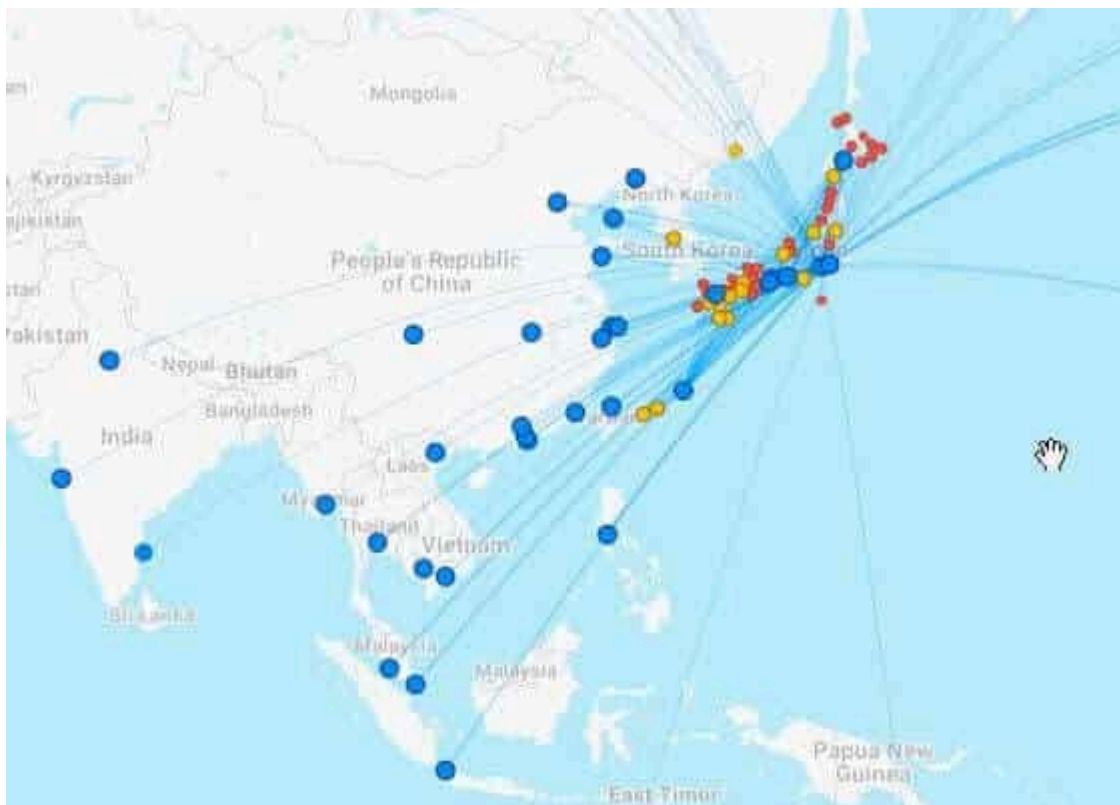 Mongolia
Kyrgyzstan
North Korea
South Korea
People's Republic
of China
Pakistan
Nepal
Bhutan
Bangladesh
India
Laos
Myanmar
Thailand
Vietnam
Sri Lanka
Malaysia
Malaysia
Papua New
Guinea
East Timor